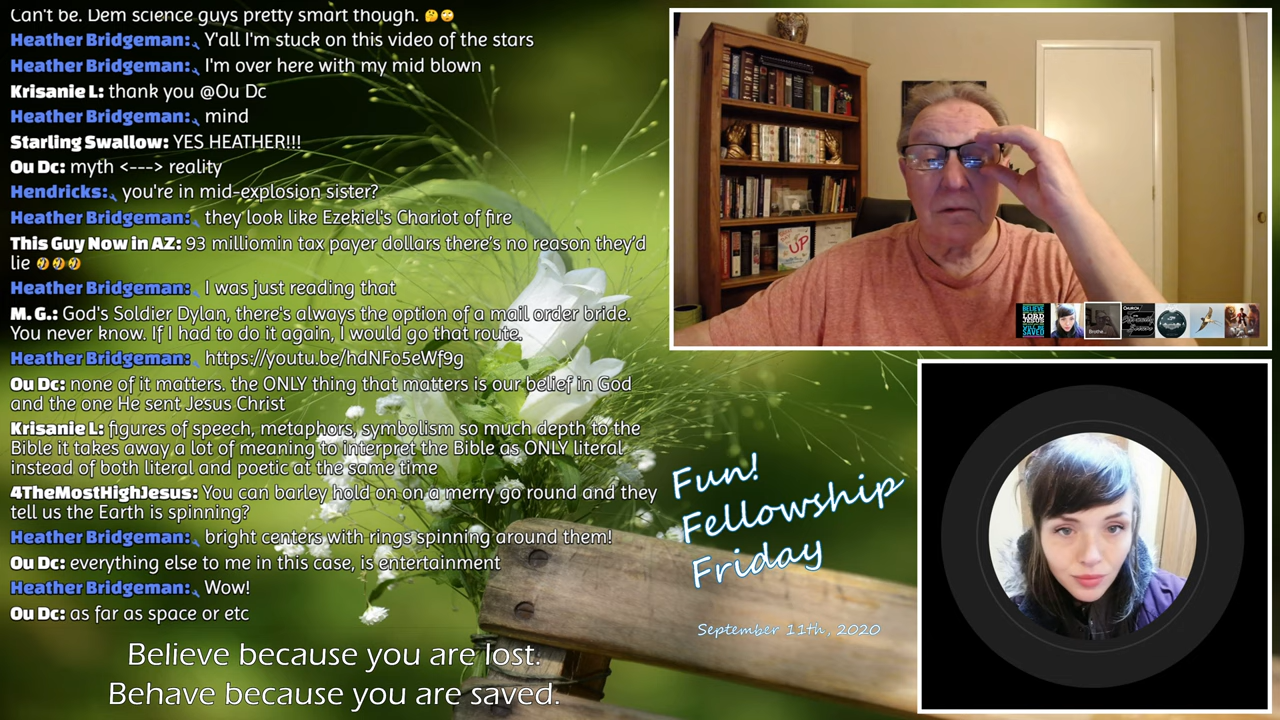 Can't be. Dem science guys pretty smart though. 🤔🙄
Heather Bridgeman: Y'all I'm stuck on this video of the stars
Heather Bridgeman: I'm over here with my mid blown
Krisanie L: thank you @Ou Dc
Heather Bridgeman: mind
Starling Swallow: YES HEATHER!!!
Ou Dc: myth <---> reality
Hendricks: you're in mid-explosion sister?
Heather Bridgeman: they look like Ezekiel's Chariot of fire
This Guy Now in AZ: 93 milliomin tax payer dollars there's no reason they'd
lie 🤣🤣🤣
Heather Bridgeman: I was just reading that
M. G.: God's Soldier Dylan, there's always the option of a mail order bride.
You never know. If I had to do it again, I would go that route.
Heather Bridgeman: https://youtu.be/hdNFo5eWf9g
Ou Dc: none of it matters. the ONLY thing that matters is our belief in God
and the one He sent Jesus Christ
Krisanie L: figures of speech, metaphors, symbolism so much depth to the
Bible it takes away a lot of meaning to interpret the Bible as ONLY literal
instead of both literal and poetic at the same time
4TheMostHighJesus: You can barley hold on on a merry go round and they
tell us the Earth is spinning?
Heather Bridgeman: bright centers with rings spinning around them!
Ou Dc: everything else to me in this case, is entertainment
Heather Bridgeman: Wow!
Ou Dc: as far as space or etc
Believe because you are lost.
Behave because you are saved.
UP
BELIEVE
LORD
JESUS
SAVED
Brothe...
CHURCH
Fun!
Fellowship
Friday
September 11th, 2020